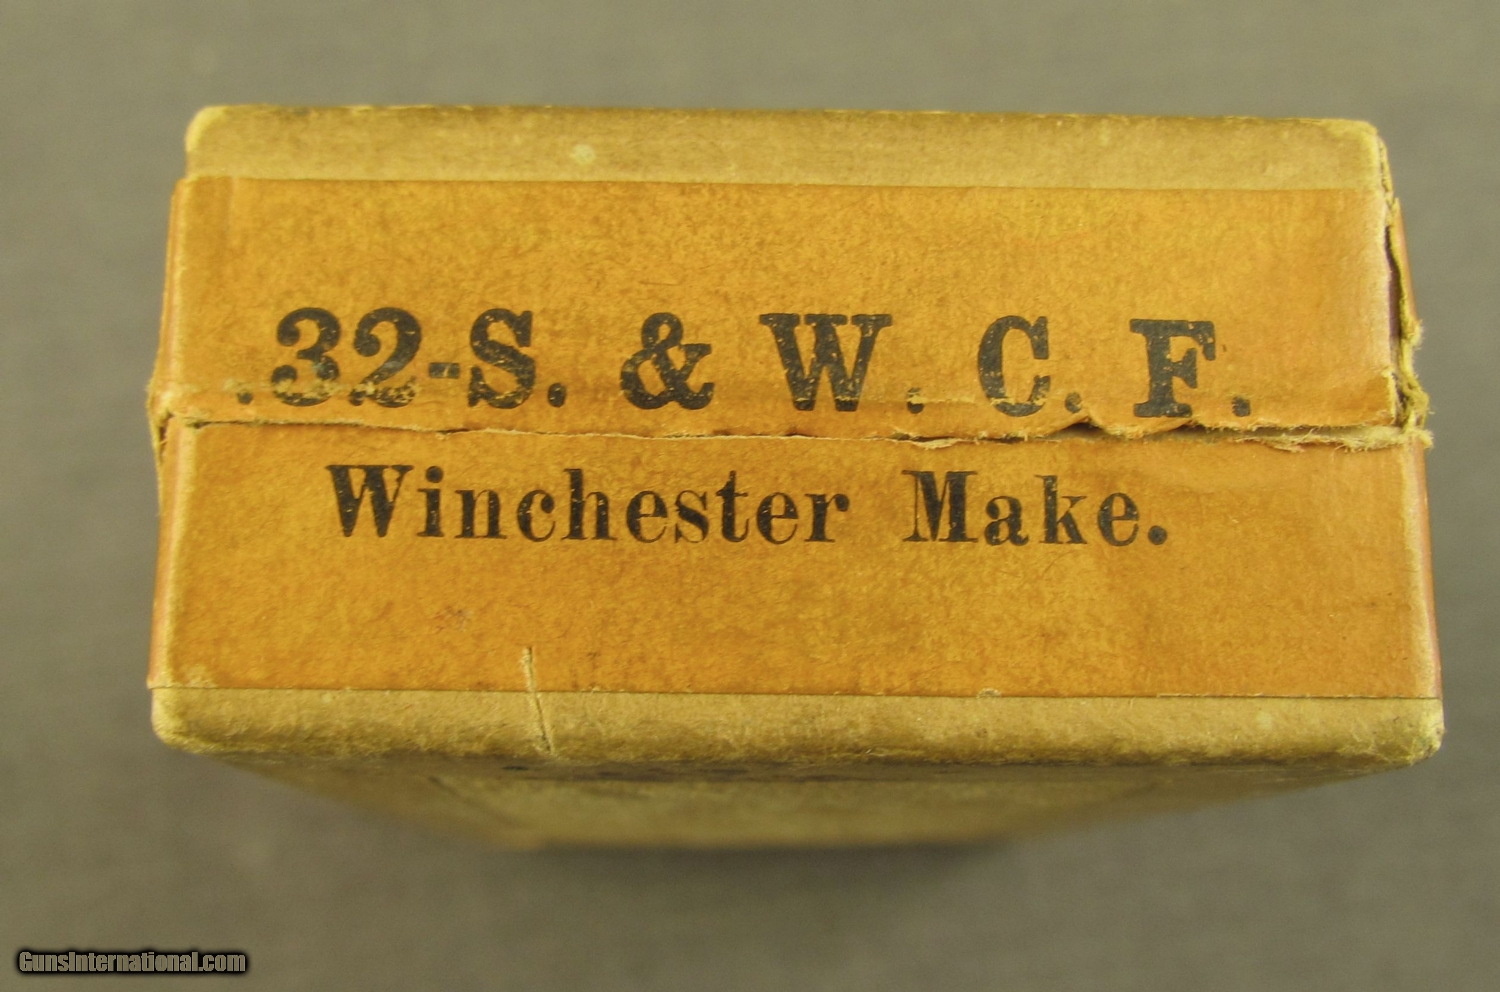 .32-S. & W. C. F.
Winchester Make.
GunsInternational.com